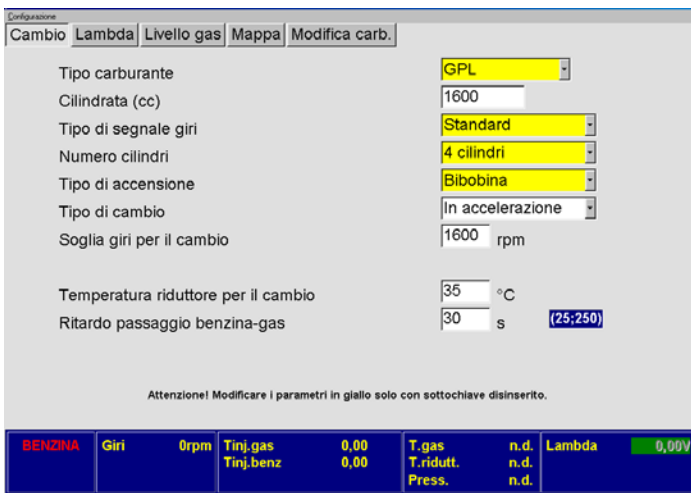 Configurazione
Cambio Lambda Livello gas Mappa Modifica carb.
Tipo carburante GPL
Cilindrata (cc) 1600
Tipo di segnale giri Standard
Numero cilindri 4 cilindri
Tipo di accensione Bibobina
Tipo di cambio In accelerazione
Soglia giri per il cambio 1600 rpm
Temperatura riduttore per il cambio 35 °C
Ritardo passaggio benzina-gas 30 s (25;250)
Attenzione! Modificare i parametri in giallo solo con sottochiave disinserito.
BENZINA Giri 0rpm Tinj.gas 0,00 T.gas n.d. Lambda 0,00V
Tinj.benz 0,00 T.ridutt. n.d.
Press. n.d.